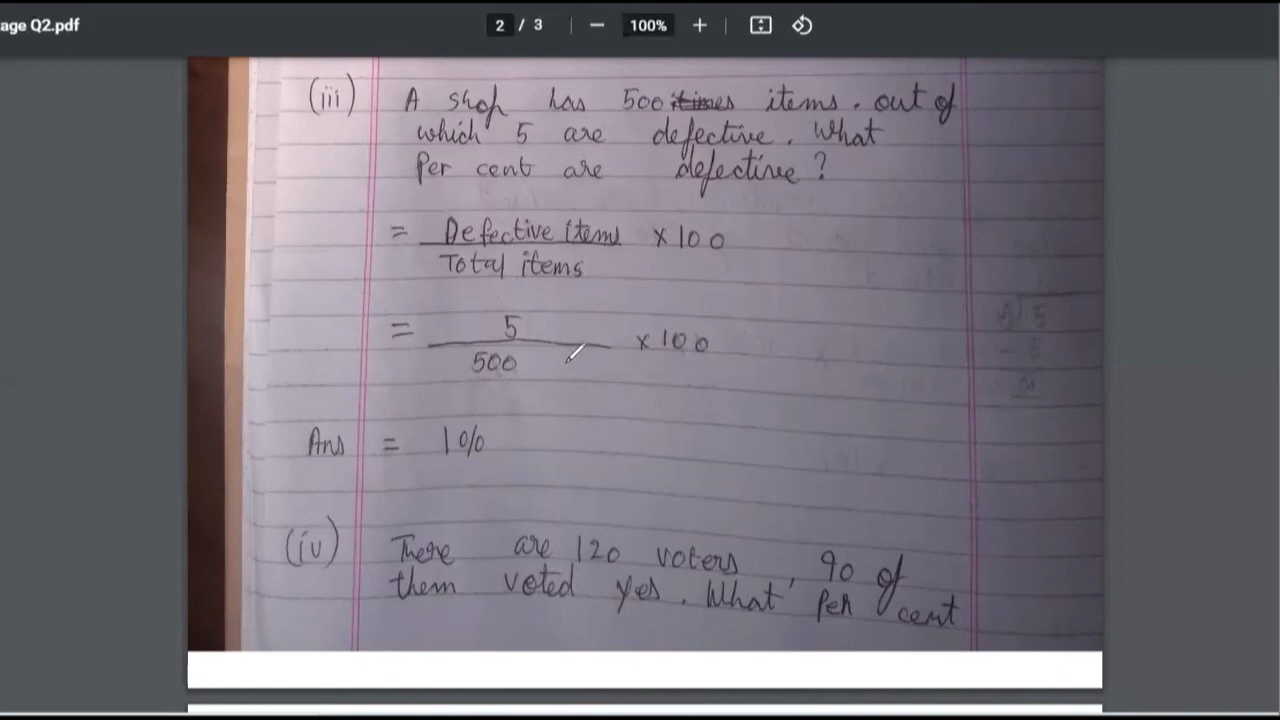 age Q2.pdf
2 / 3 | − 100% + |
(iii) A shop has 500 items. out of
which 5 are defective. What
Per cent are defective?
= Defective items × 100
Total items
= 5 × 100
500
Ans = 1%
(iv) There are 120 voters, 90 of
them voted yes. What per cent